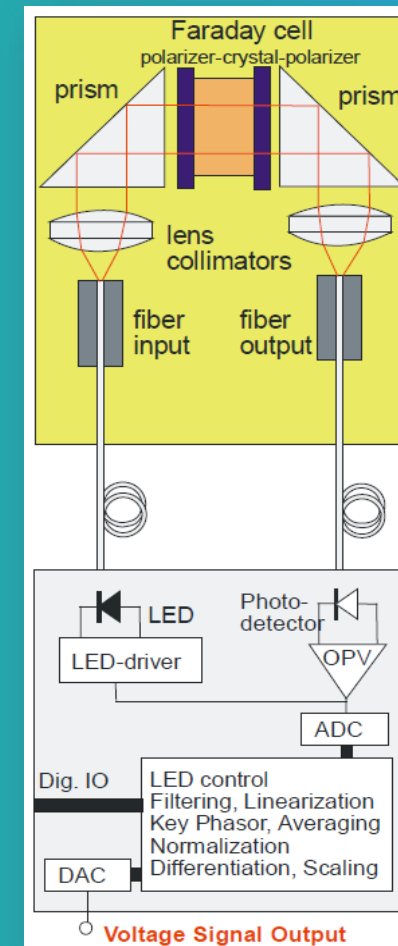 Faraday cell
polarizer-crystal-polarizer
prism
prism
lens
collimators
fiber
input
fiber
output
LED
Photo-
detector
LED-driver
OPV
ADC
Dig. IO
LED control
Filtering, Linearization
Key Phasor, Averaging
Normalization
Differentiation, Scaling
DAC
Voltage Signal Output